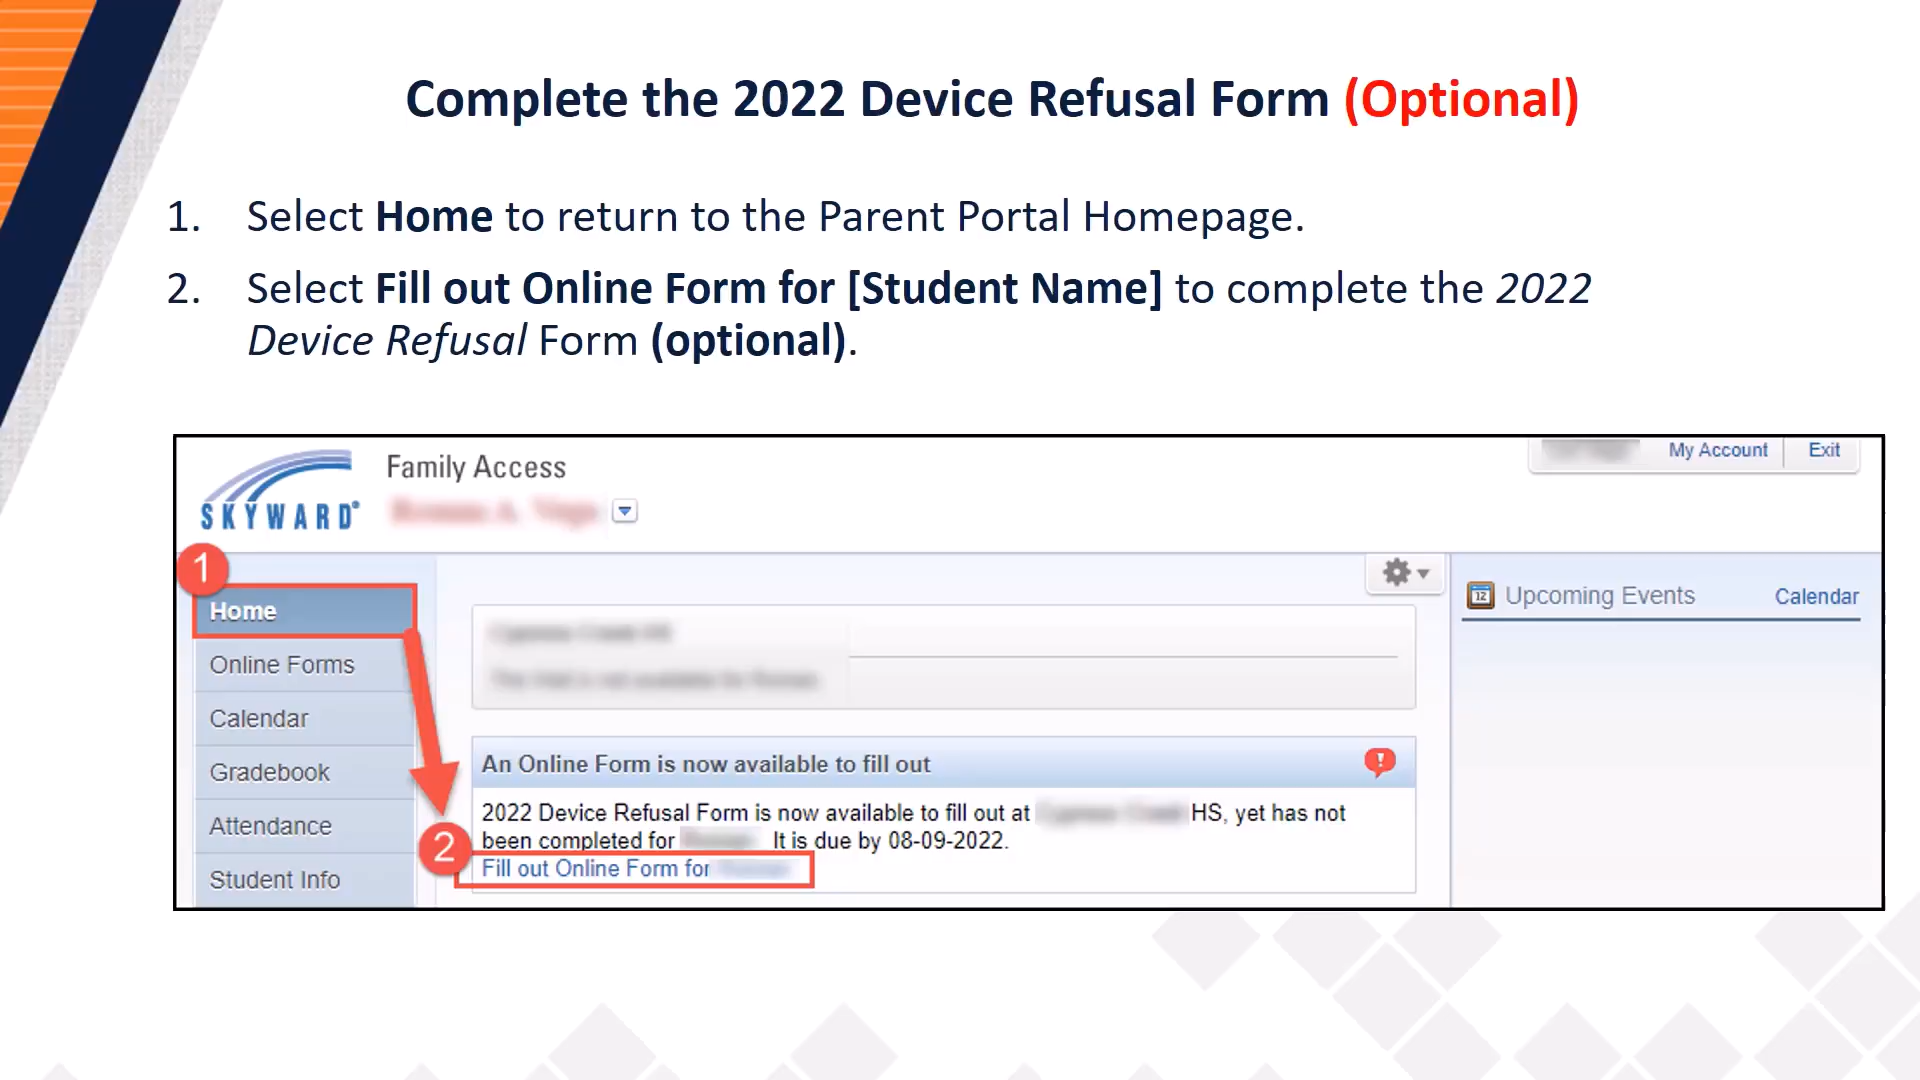 Complete the 2022 Device Refusal Form (Optional)
1. Select Home to return to the Parent Portal Homepage.
2. Select Fill out Online Form for [Student Name] to complete the 2022
Device Refusal Form (optional).
SKYWARD®
Family Access
My Account
Exit
1
Home
Online Forms
Calendar
Gradebook
Attendance
Student Info
12
Upcoming Events
Calendar
An Online Form is now available to fill out
!
2022 Device Refusal Form is now available to fill out at HS, yet has not
been completed for It is due by 08-09-2022.
2
Fill out Online Form for